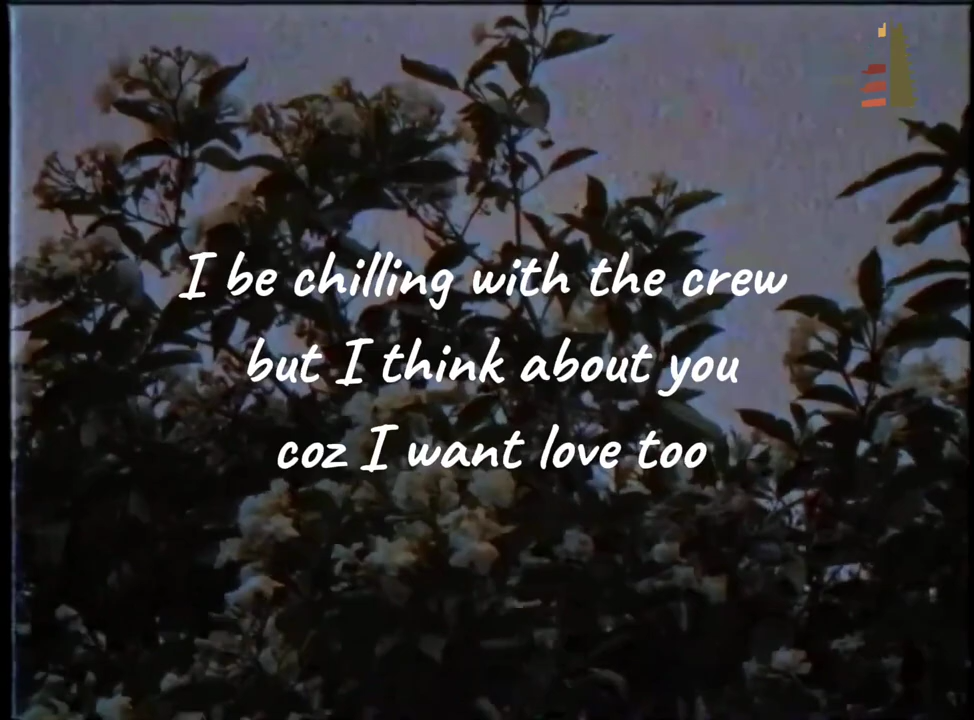 I be chilling with the crew
but I think about you
coz I want love too